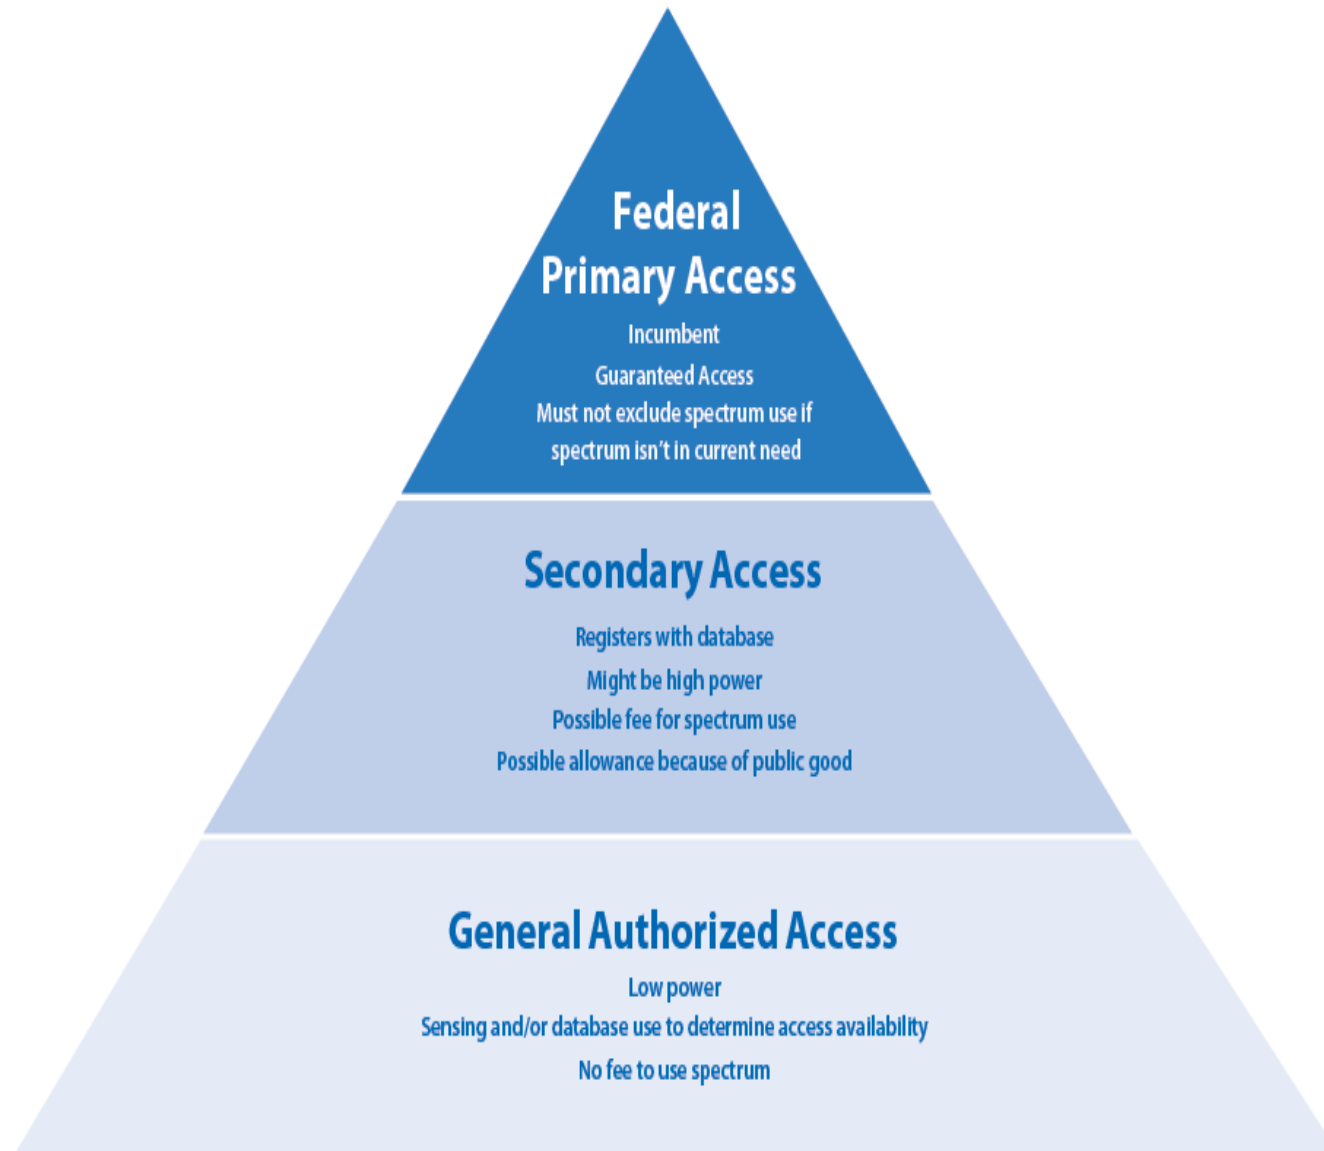 Federal
Primary Access
Incumbent
Guaranteed Access
Must not exclude spectrum use if
spectrum isn't in current need
Secondary Access
Registers with database
Might be high power
Possible fee for spectrum use
Possible allowance because of public good
General Authorized Access
Low power
Sensing and/or database use to determine access availability
No fee to use spectrum